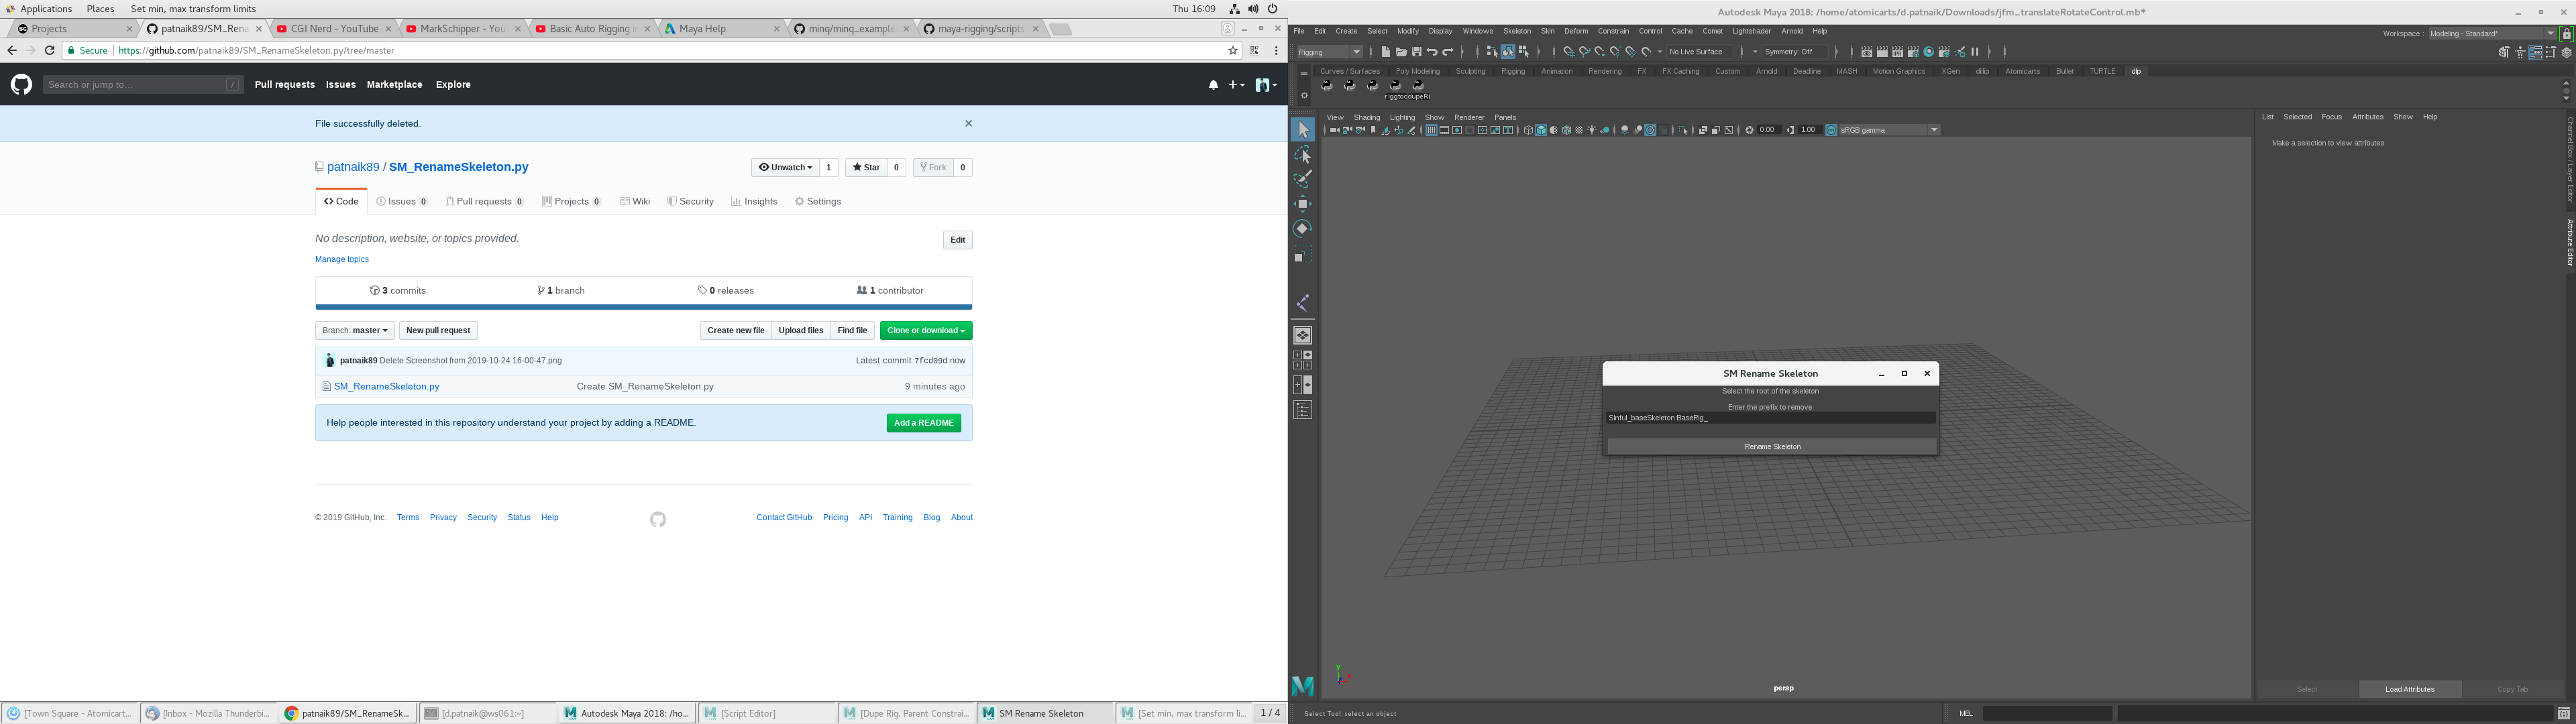 Applications Places Set min, max transform limits Thu 16:09
Projects patnaik89/SM_Rena CGI Nerd - YouTube MarkSchipper - You Basic Auto Rigging i Maya Help minq/minq_example maya-rigging/scripts
Secure https://github.com/patnaik89/SM_RenameSkeleton.py/tree/master
Search or jump to... / Pull requests Issues Marketplace Explore
File successfully deleted.
patnaik89 / SM_RenameSkeleton.py Unwatch 1 Star 0 Fork 0
Code Issues 0 Pull requests 0 Projects 0 Wiki Security Insights Settings
No description, website, or topics provided. Edit
Manage topics
3 commits 1 branch 0 releases 1 contributor
Branch: master New pull request Create new file Upload files Find file Clone or download
patnaik89 Delete Screenshot from 2019-10-24 16-00-47.png Latest commit 7fcd09d now
SM_RenameSkeleton.py Create SM_RenameSkeleton.py 9 minutes ago
Help people interested in this repository understand your project by adding a README. Add a README
© 2019 GitHub, Inc. Terms Privacy Security Status Help Contact GitHub Pricing API Training Blog About
[Town Square - Atomicart... [Inbox - Mozilla Thunderbi... patnaik89/SM_RenameSk... [d.patnaik@ws061:~] Autodesk Maya 2018: /ho... [Script Editor] [Dupe Rig, Parent Constrai... SM Rename Skeleton [Set min, max transform li... 1 / 4
Autodesk Maya 2018: /home/atomicarts/d.patnaik/Downloads/jfm_translateRotateControl.mb*
File Edit Create Select Modify Display Windows Skeleton Skin Deform Constrain Control Cache Comet Lightshader Arnold Help Workspace : Modeling - Standard*
Rigging No Live Surface Symmetry: Off
Curves / Surfaces Poly Modeling Sculpting Rigging Animation Rendering FX FX Caching Custom Arnold Deadline MASH Motion Graphics XGen dillip Atomicarts Bullet TURTLE dlp
riggtocdupeRi
View Shading Lighting Show Renderer Panels
0.00 1.00 sRGB gamma
List Selected Focus Attributes Show Help
Make a selection to view attributes
Channel Box / Layer Editor
Attribute Editor
SM Rename Skeleton
Select the root of the skeleton
Enter the prefix to remove
Sinful_baseSkeleton:BaseRig_
Rename Skeleton
Y
persp
Select Load Attributes Copy Tab
Select Tool: select an object MEL